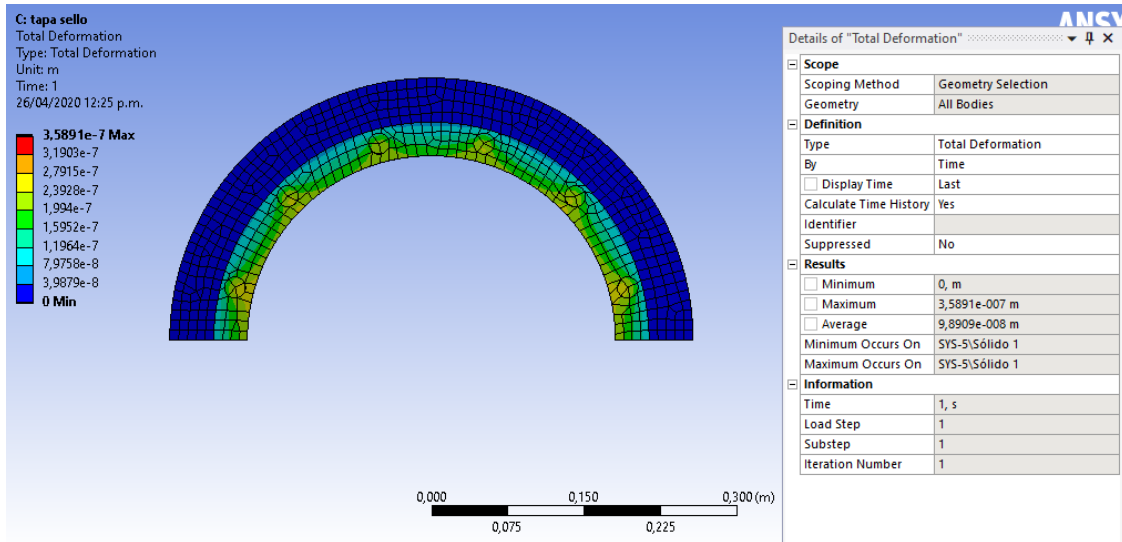 C: tapa sello
Total Deformation
Type: Total Deformation
Unit: m
Time: 1
26/04/2020 12:25 p.m.
3,5891e-7 Max
3,1903e-7
2,7915e-7
2,3928e-7
1,994e-7
1,5952e-7
1,1964e-7
7,9758e-8
3,9879e-8
0 Min
0,000 0,150 0,300 (m)
0,075 0,225
ANSY
Details of "Total Deformation"
Scope
Scoping Method Geometry Selection
Geometry All Bodies
Definition
Type Total Deformation
By Time
Display Time Last
Calculate Time History Yes
Identifier
Suppressed No
Results
Minimum 0, m
Maximum 3,5891e-007 m
Average 9,8909e-008 m
Minimum Occurs On SYS-5\Sólido 1
Maximum Occurs On SYS-5\Sólido 1
Information
Time 1, s
Load Step 1
Substep 1
Iteration Number 1